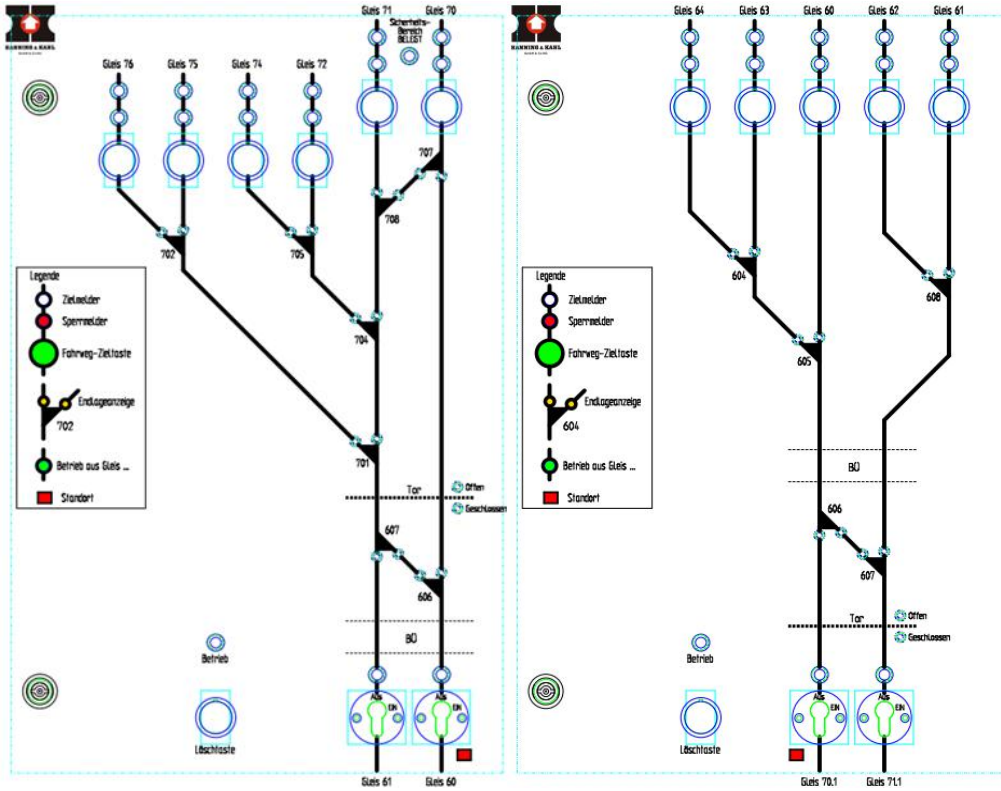 HANNING & KAHL
Gleis 71
Gleis 70
Sicherheits-
Bereich
BELEGT
Gleis 76
Gleis 75
Gleis 74
Gleis 72
707
708
702
705
704
701
Legende
Zielmelder
Sperrmelder
Fahrweg-Zieltaste
Endlageanzeige
702
Betrieb aus Gleis ...
Standort
Tor
Offen
Geschlossen
607
606
BÜ
Betrieb
Löschtaste
AUS
EIN
AUS
EIN
Gleis 61
Gleis 60
HANNING & KAHL
Gleis 64
Gleis 63
Gleis 60
Gleis 62
Gleis 61
604
608
605
Legende
Zielmelder
Sperrmelder
Fahrweg-Zieltaste
Endlageanzeige
604
Betrieb aus Gleis ...
Standort
BÜ
606
607
Tor
Offen
Geschlossen
Betrieb
Löschtaste
AUS
EIN
AUS
EIN
Gleis 70.1
Gleis 71.1